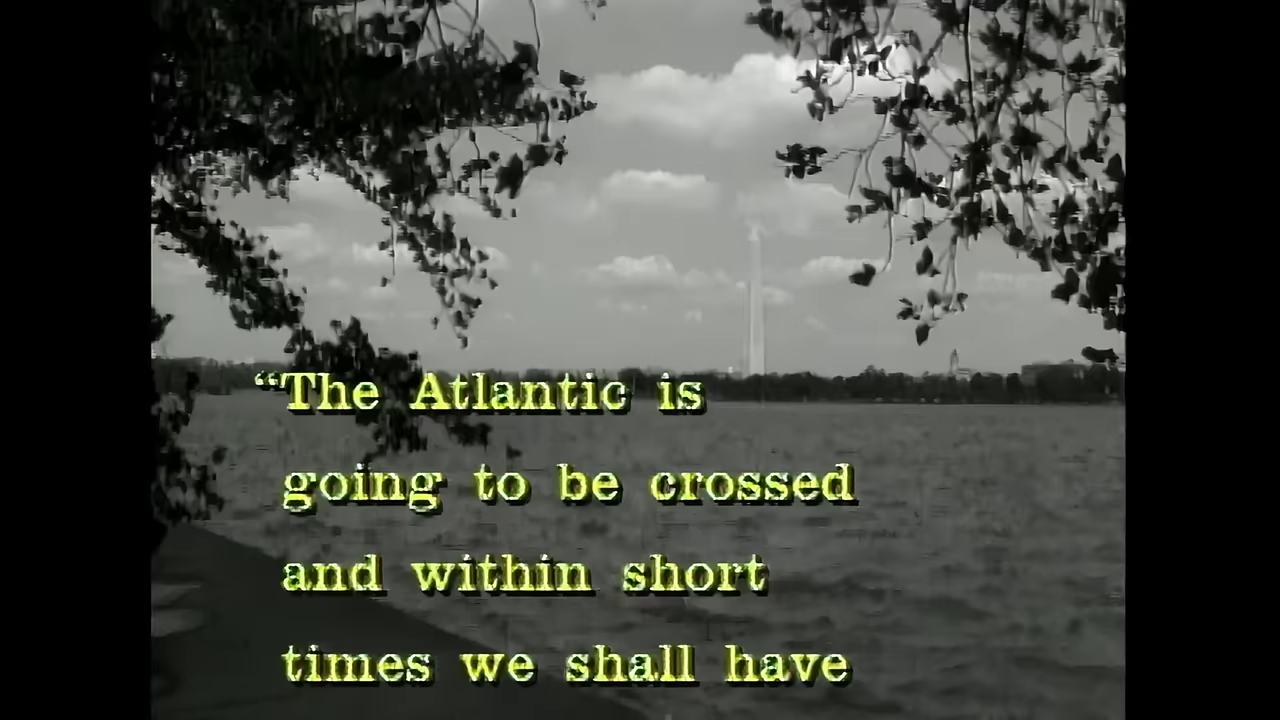 “The Atlantic is
going to be crossed
and within short
times we shall have